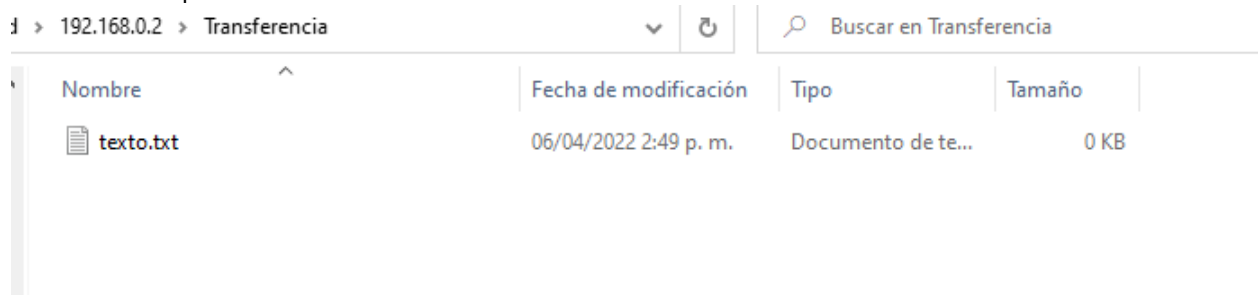 d > 192.168.0.2 > Transferencia Buscar en Transferencia
Nombre Fecha de modificación Tipo Tamaño
texto.txt 06/04/2022 2:49 p. m. Documento de te... 0 KB